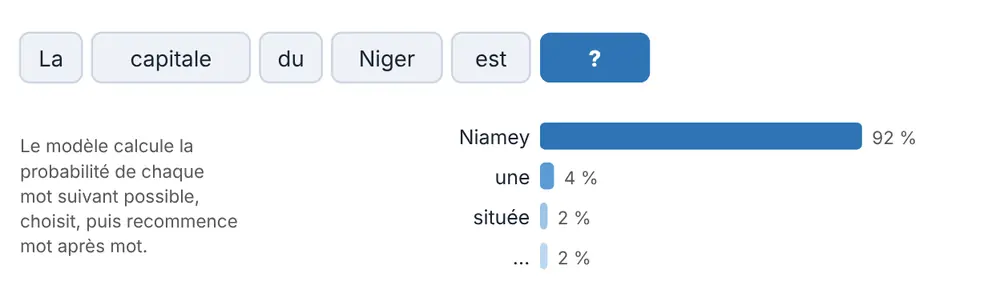 La capitale du Niger est ?
Le modèle calcule la
probabilité de chaque
mot suivant possible,
choisit, puis recommence
mot après mot.
Niamey 92 %
une 4 %
située 2 %
... 2 %